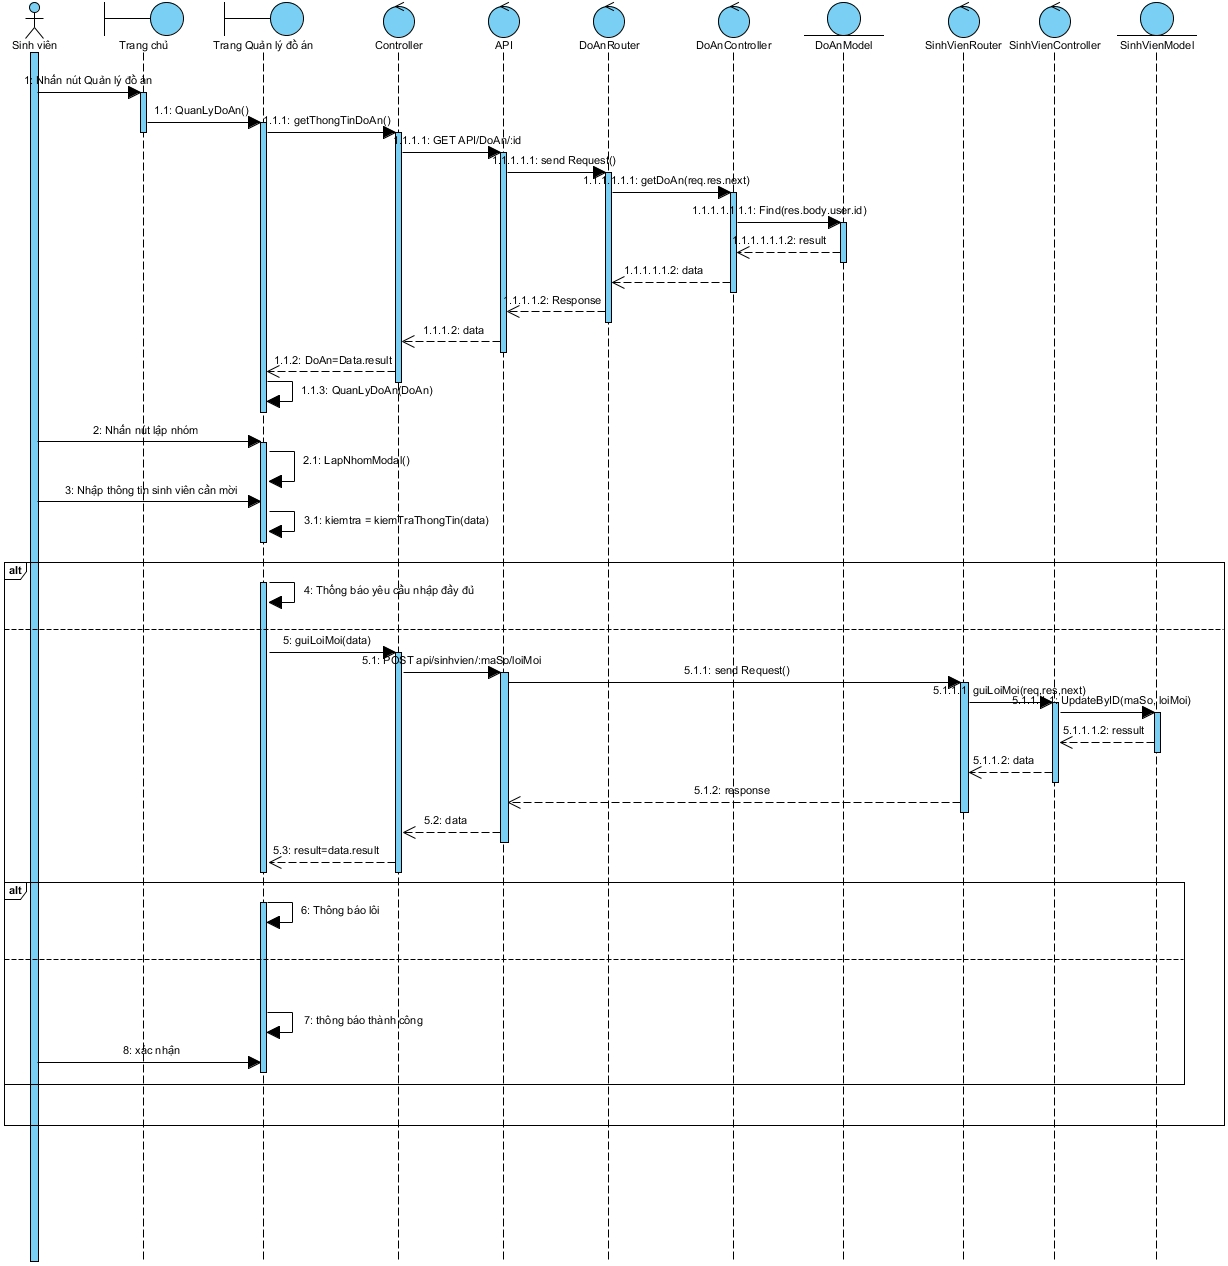 Sinh viên
Trang chủ
Trang Quản lý đồ án
Controller
API
DoAnRouter
DoAnController
DoAnModel
SinhVienRouter
SinhVienController
SinhVienModel
1: Nhấn nút Quản lý đồ án
1.1: QuanLyDoAn()
1.1.1: getThongTinDoAn()
1.1.1.1: GET API/DoAn/:id
1.1.1.1.1: send Request()
1.1.1.1.1.1: getDoAn(req.res.next)
1.1.1.1.1.1.1: Find(res.body.user.id)
1.1.1.1.1.1.2: result
1.1.1.1.1.2: data
1.1.1.1.2: Response
1.1.1.2: data
1.1.2: DoAn=Data.result
1.1.3: QuanLyDoAn(DoAn)
2: Nhấn nút lập nhóm
2.1: LapNhomModal()
3: Nhập thông tin sinh viên cần mời
3.1: kiemtra = kiemTraThongTin(data)
alt
4: Thống báo yêu cầu nhập đầy đủ
5: guiLoiMoi(data)
5.1: POST api/sinhvien/:maSo/loiMoi
5.1.1: send Request()
5.1.1.1: guiLoiMoi(req,res,next)
5.1.1.1.1: UpdateByID(maSo, loiMoi)
5.1.1.1.2: ressult
5.1.1.2: data
5.1.2: response
5.2: data
5.3: result=data.result
alt
6: Thông báo lôi
7: thông báo thành công
8: xác nhận